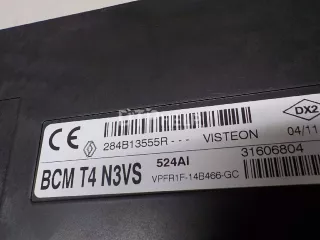 DX2
CE 284B13555R--- VISTEON 04/11
524AI 31606804
BCM T4 N3VS VPFR1F-14B466-GC